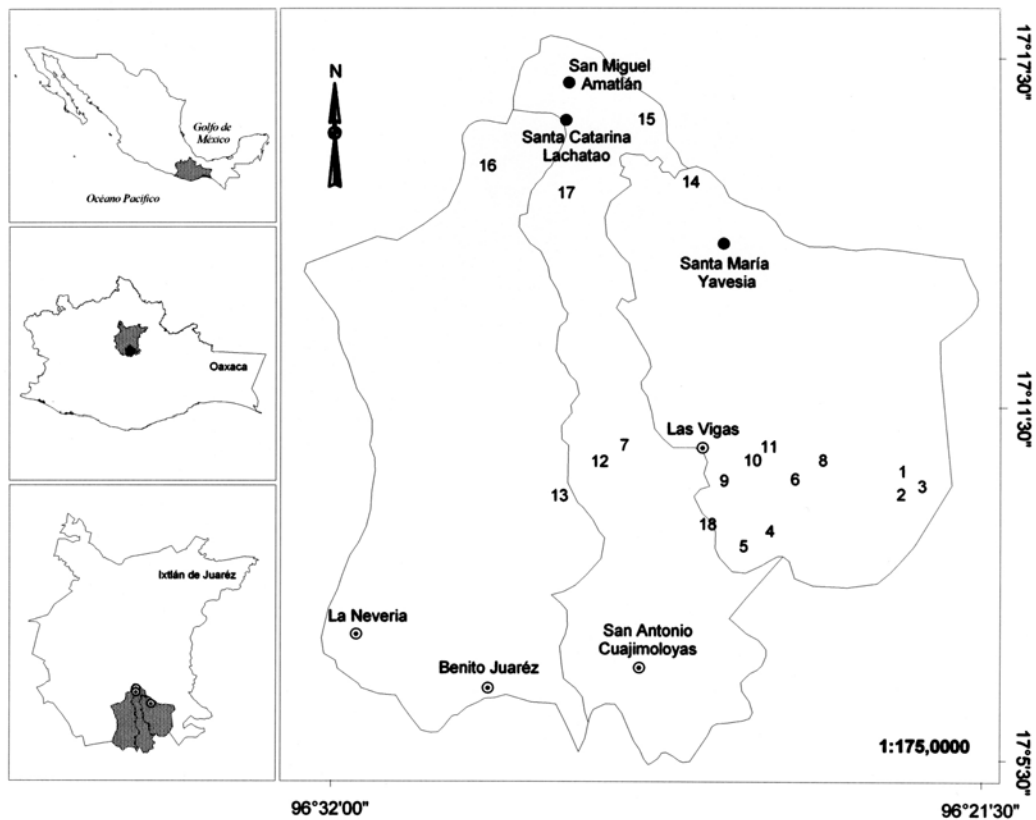 Golfo de
México
Océano Pacifico
Oaxaca
Ixtlán de Juaréz
N
San Miguel
Amatlán
Santa Catarina
Lachatao
15
16
17
14
Santa María
Yavesia
Las Vigas
7
12
13
11
10
8
9
6
1
3
2
18
4
5
La Neveria
Benito Juaréz
San Antonio
Cuajimoloyas
1:175,0000
17°17'30"
17°11'30"
17°5'30"
96°32'00"
96°21'30"